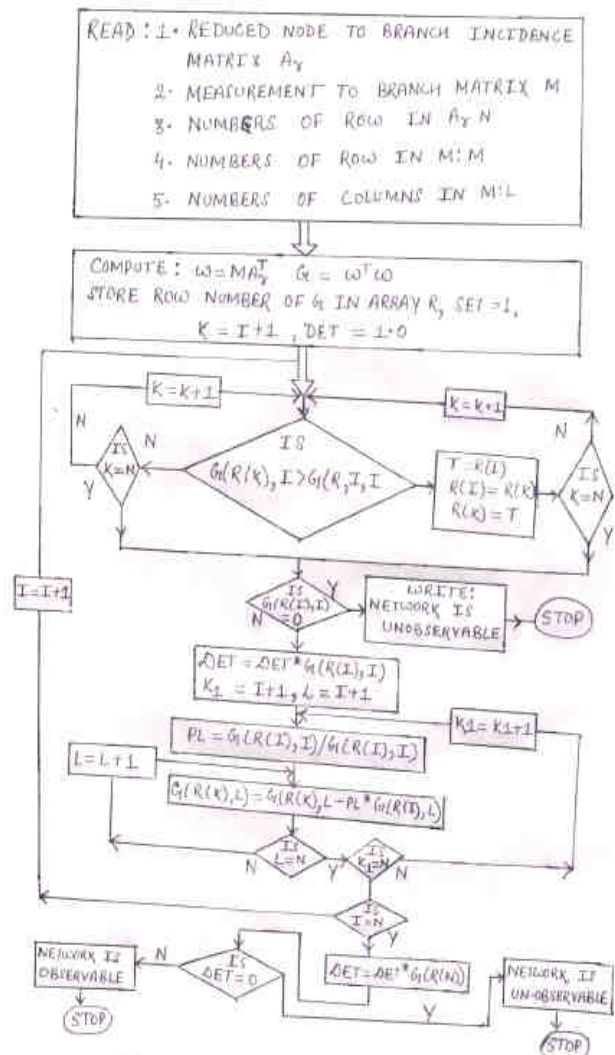 READ: 1. REDUCED NODE TO BRANCH INCIDENCE
MATRIX Aγ
2. MEASUREMENT TO BRANCH MATRIX M
3. NUMBERS OF ROW IN Aγ N
4. NUMBERS OF ROW IN M:M
5. NUMBERS OF COLUMNS IN M:L
COMPUTE: ω=MAγ^T G = ω^T ω
STORE ROW NUMBER OF G IN ARRAY R, SET =1,
K = I+1, DET = 1.0
K=K+1
K=K+1
N
N
N
IS
K=N
Y
IS
G(R(K), I > G(R, I, I
T=R(I)
R(I)=R(K)
R(K)=T
IS
K=N
Y
I=I+1
IS
G(R(I),I)
=0
Y
N
WRITE:
NETWORK IS
UNOBSERVABLE
STOP
DET=DET*G(R(I),I)
K1 = I+1, L=I+1
K1=K1+1
PL=G(R(I),I)/G(R(I),I)
L=L+1
G(R(K),L)=G(R(K),L-PL*G(R(I),L)
IS
L=N
N
Y
IS
K1=N
N
IS
I=N
Y
NETWORK IS
OBSERVABLE
N
IS
DET=0
DET=DET*G(R(N))
Y
NETWORK IS
UN-OBSERVABLE
STOP
STOP